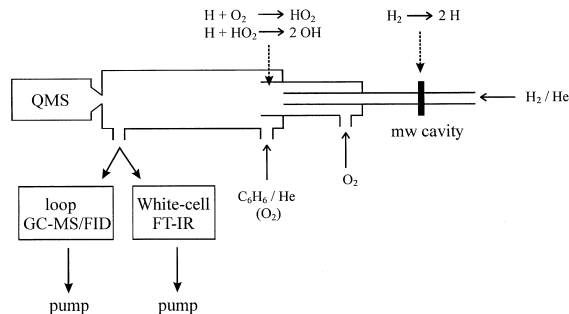 H + O₂ → HO₂
H + HO₂ → 2 OH
H₂ → 2 H
QMS
H₂ / He
mw cavity
O₂
C₆H₆ / He
(O₂)
loop
GC-MS/FID
White-cell
FT-IR
pump
pump